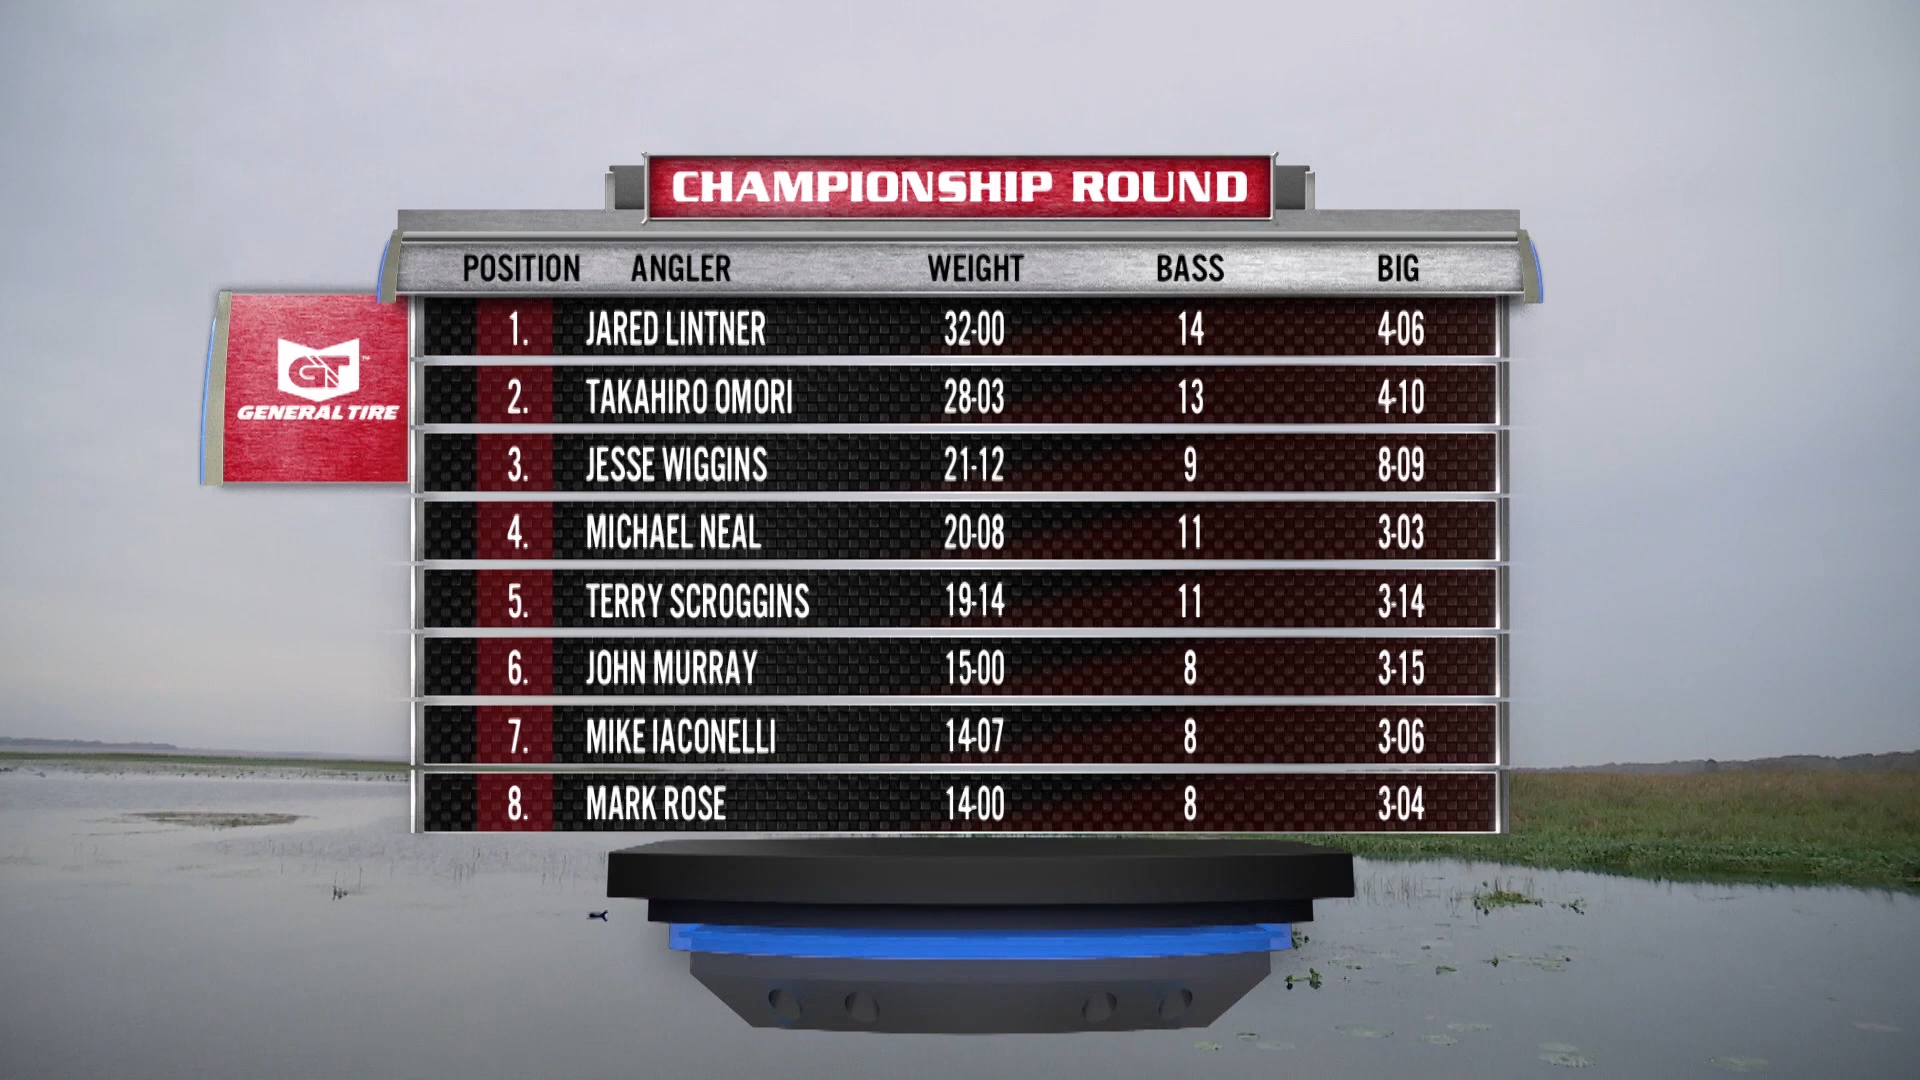 CHAMPIONSHIP ROUND
POSITION ANGLER WEIGHT BASS BIG
1. JARED LINTNER 32-00 14 4-06
2. TAKAHIRO OMORI 28-03 13 4-10
3. JESSE WIGGINS 21-12 9 8-09
4. MICHAEL NEAL 20-08 11 3-03
5. TERRY SCROGGINS 19-14 11 3-14
6. JOHN MURRAY 15-00 8 3-15
7. MIKE IACONELLI 14-07 8 3-06
8. MARK ROSE 14-00 8 3-04
GT™
GENERAL TIRE